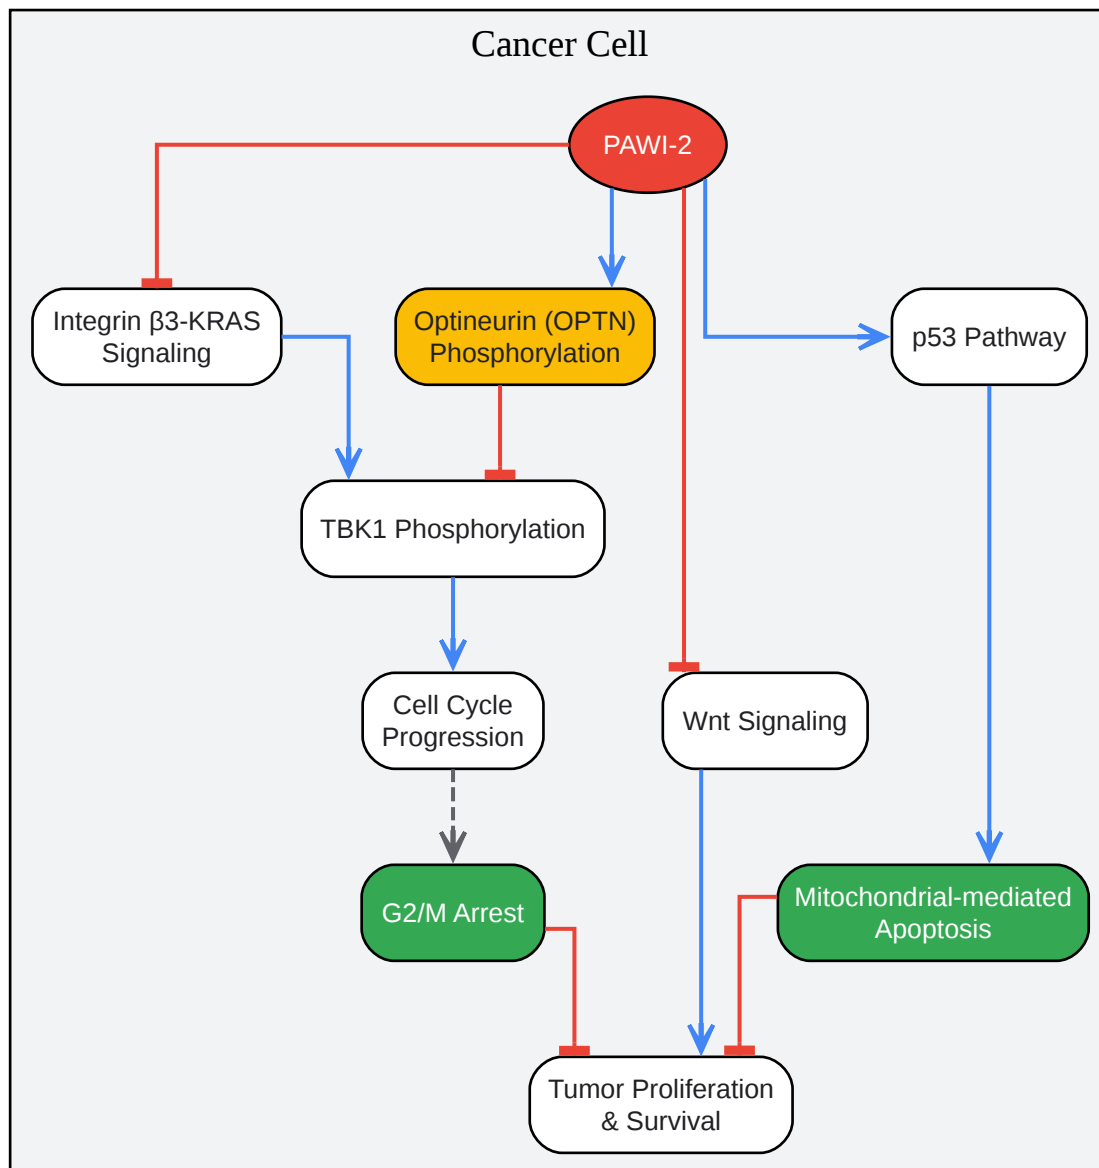 Cancer Cell
PAWI-2
Integrin β3-KRAS
Signaling
Optineurin (OPTN)
Phosphorylation
p53 Pathway
TBK1 Phosphorylation
Cell Cycle
Progression
Wnt Signaling
G2/M Arrest
Mitochondrial-mediated
Apoptosis
Tumor Proliferation
& Survival